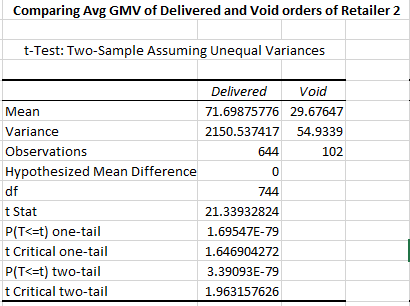 Comparing Avg GMV of Delivered and Void orders of Retailer 2
t-Test: Two-Sample Assuming Unequal Variances
Delivered Void
Mean 71.69875776 29.67647
Variance 2150.537417 54.9339
Observations 644 102
Hypothesized Mean Difference 0
df 744
t Stat 21.33932824
P(T<=t) one-tail 1.69547E-79
t Critical one-tail 1.646904272
P(T<=t) two-tail 3.39093E-79
t Critical two-tail 1.963157626